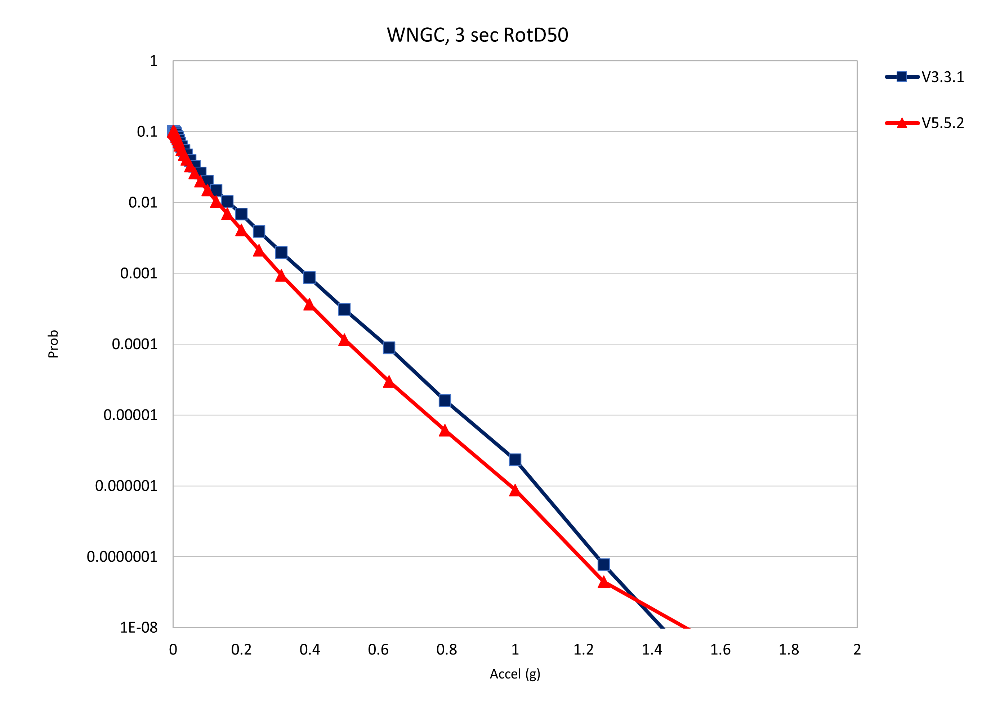 WNGC, 3 sec RotD50
1
0.1
0.01
0.001
0.0001
0.00001
0.000001
0.0000001
1E-08
0 0.2 0.4 0.6 0.8 1 1.2 1.4 1.6 1.8 2
Accel (g)
Prob
V3.3.1
V5.5.2